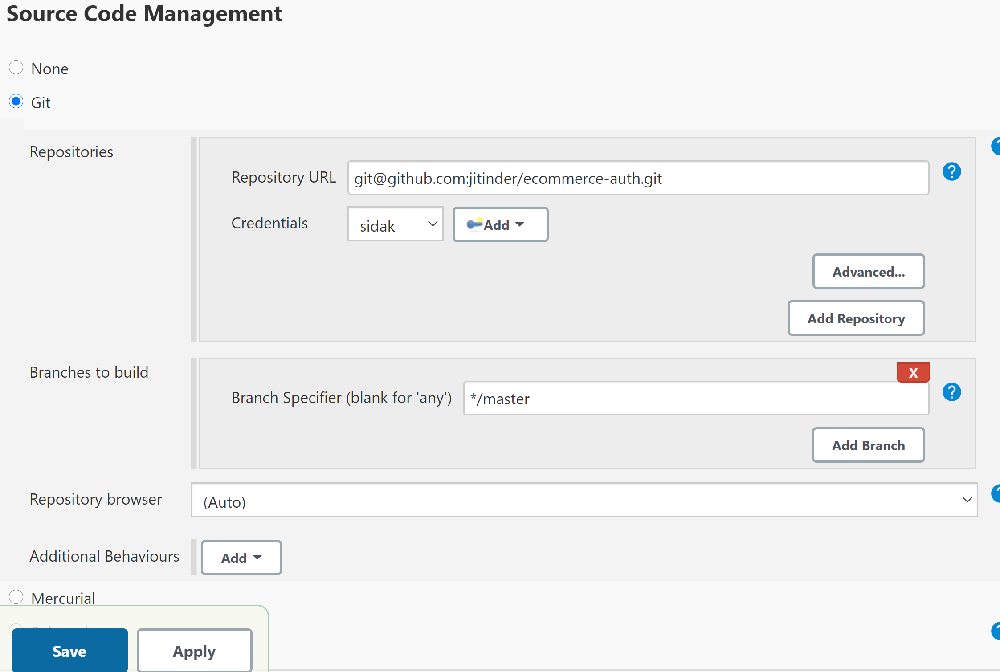 Source Code Management
None
Git
Repositories
?
Repository URL git@github.com:jitinder/ecommerce-auth.git ?
Credentials sidak Add
Advanced...
Add Repository
Branches to build
X
Branch Specifier (blank for 'any') */master ?
Add Branch
Repository browser (Auto) ?
Additional Behaviours Add
Mercurial
?
Save Apply